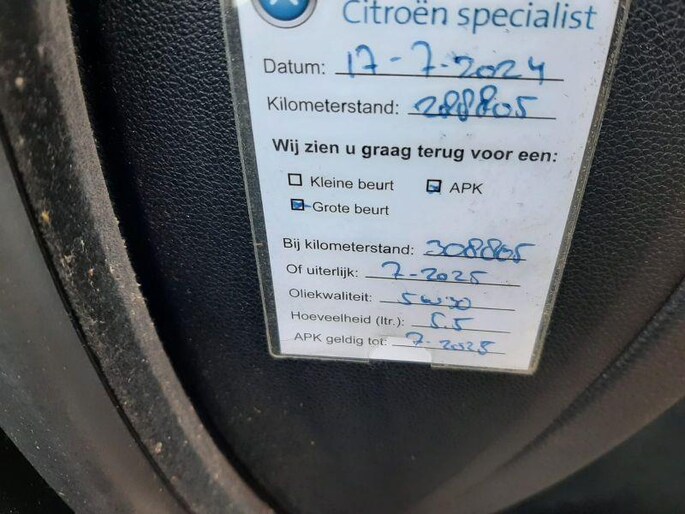 Citroën specialist
Datum: 17-7-2024
Kilometerstand: 288805
Wij zien u graag terug voor een:
Kleine beurt APK
Grote beurt
Bij kilometerstand: 308805
Of uiterlijk: 7-2025
Oliekwaliteit: 5w30
Hoeveelheid (ltr.): 5.5
APK geldig tot: 7-2025